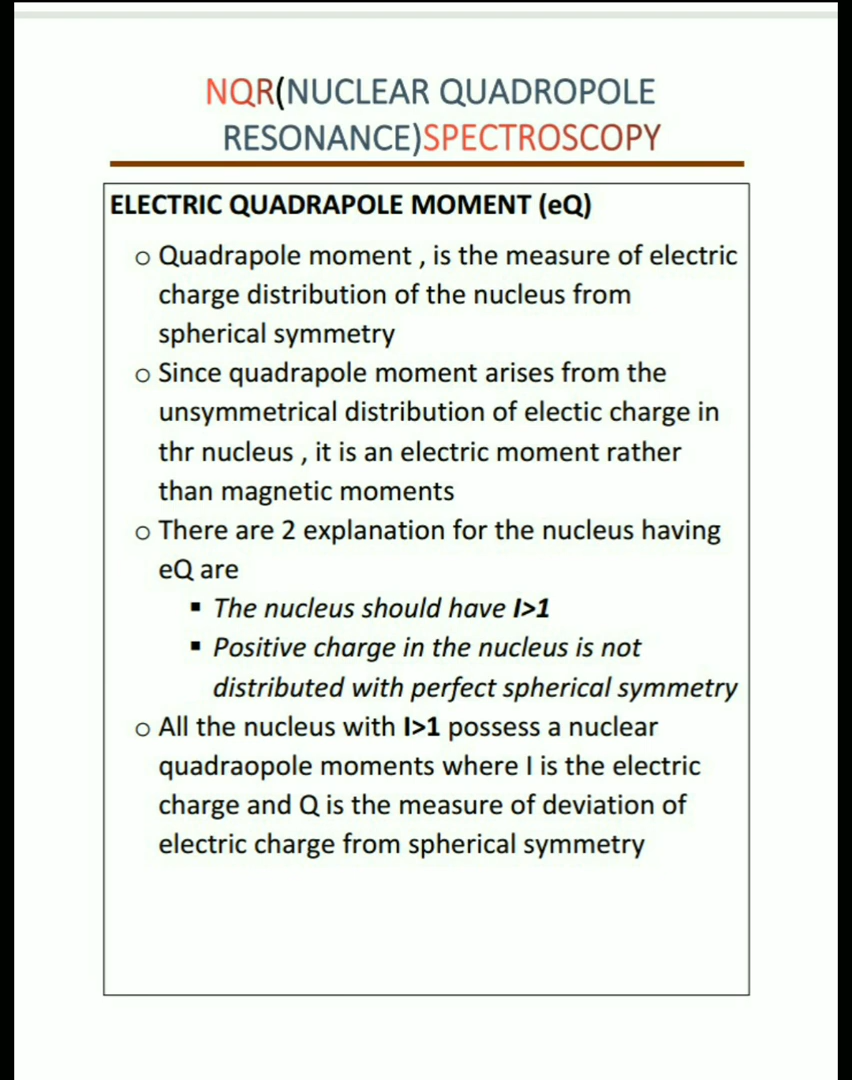 NQR(NUCLEAR QUADROPOLE
RESONANCE)SPECTROSCOPY
ELECTRIC QUADRAPOLE MOMENT (eQ)
o Quadrapole moment , is the measure of electric
charge distribution of the nucleus from
spherical symmetry
o Since quadrapole moment arises from the
unsymmetrical distribution of electic charge in
thr nucleus , it is an electric moment rather
than magnetic moments
o There are 2 explanation for the nucleus having
eQ are
▪ The nucleus should have I>1
▪ Positive charge in the nucleus is not
distributed with perfect spherical symmetry
o All the nucleus with I>1 possess a nuclear
quadraopole moments where I is the electric
charge and Q is the measure of deviation of
electric charge from spherical symmetry